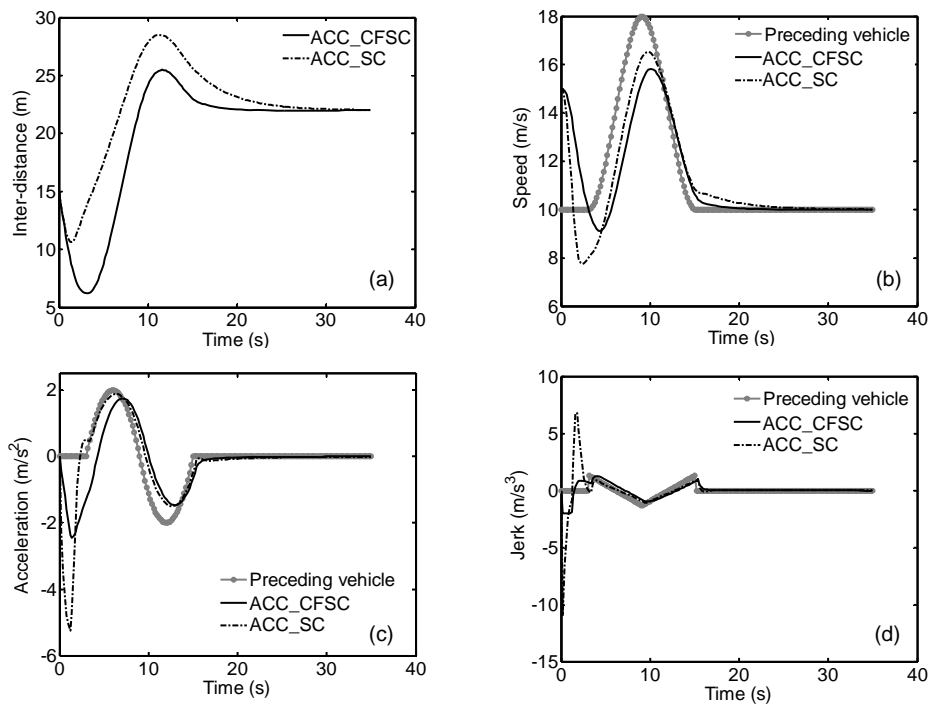 30
25
20
15
10
5
0 10 20 30 40
Inter-distance (m)
Time (s)
ACC_CFSC
ACC_SC
(a)
18
16
14
12
10
8
6
0 10 20 30 40
Speed (m/s)
Time (s)
Preceding vehicle
ACC_CFSC
ACC_SC
(b)
2
0
-2
-4
-6
0 10 20 30 40
Acceleration (m/s²)
Time (s)
Preceding vehicle
ACC_CFSC
ACC_SC
(c)
10
5
0
-5
-10
-15
0 10 20 30 40
Jerk (m/s³)
Time (s)
Preceding vehicle
ACC_CFSC
ACC_SC
(d)